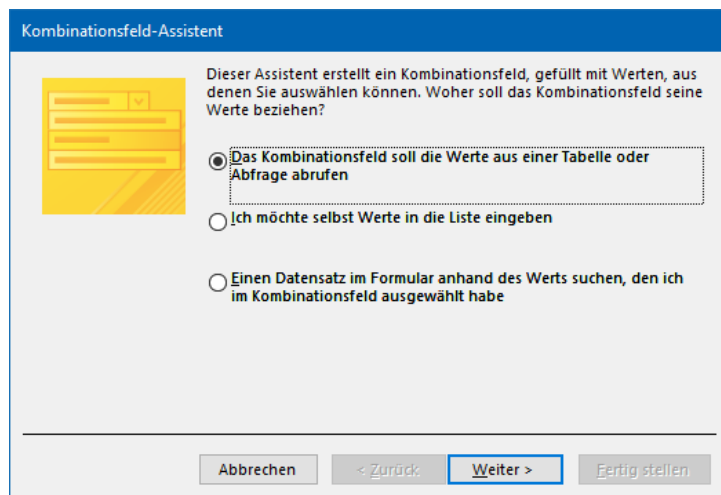 Kombinationsfeld-Assistent
Dieser Assistent erstellt ein Kombinationsfeld, gefüllt mit Werten, aus
denen Sie auswählen können. Woher soll das Kombinationsfeld seine
Werte beziehen?
Das Kombinationsfeld soll die Werte aus einer Tabelle oder
Abfrage abrufen
Ich möchte selbst Werte in die Liste eingeben
Einen Datensatz im Formular anhand des Werts suchen, den ich
im Kombinationsfeld ausgewählt habe
Abbrechen < Zurück Weiter > Fertig stellen